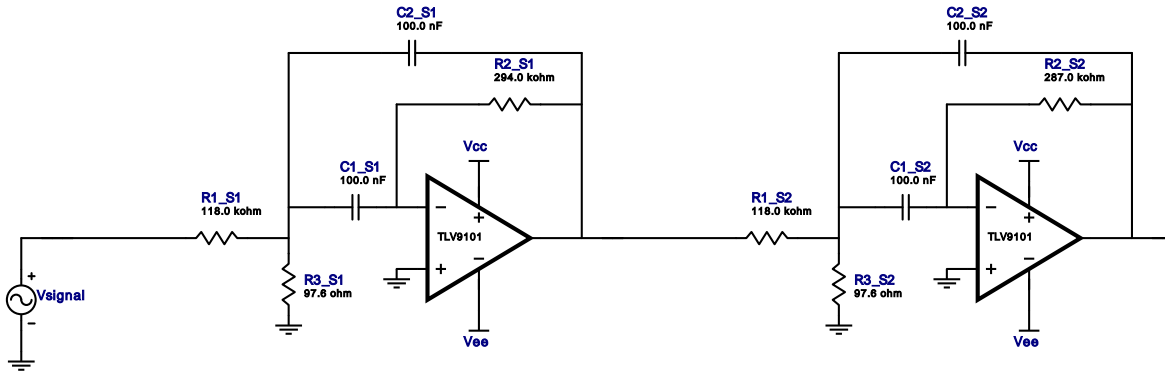 C2_S1
100.0 nF
C2_S2
100.0 nF
R2_S1
294.0 kohm
R2_S2
287.0 kohm
Vcc
Vcc
C1_S1
100.0 nF
C1_S2
100.0 nF
R1_S1
118.0 kohm
R1_S2
118.0 kohm
−
+
−
+
TLV9101
TLV9101
+
−
+
−
+
Vsignal
−
R3_S1
97.6 ohm
R3_S2
97.6 ohm
Vee
Vee